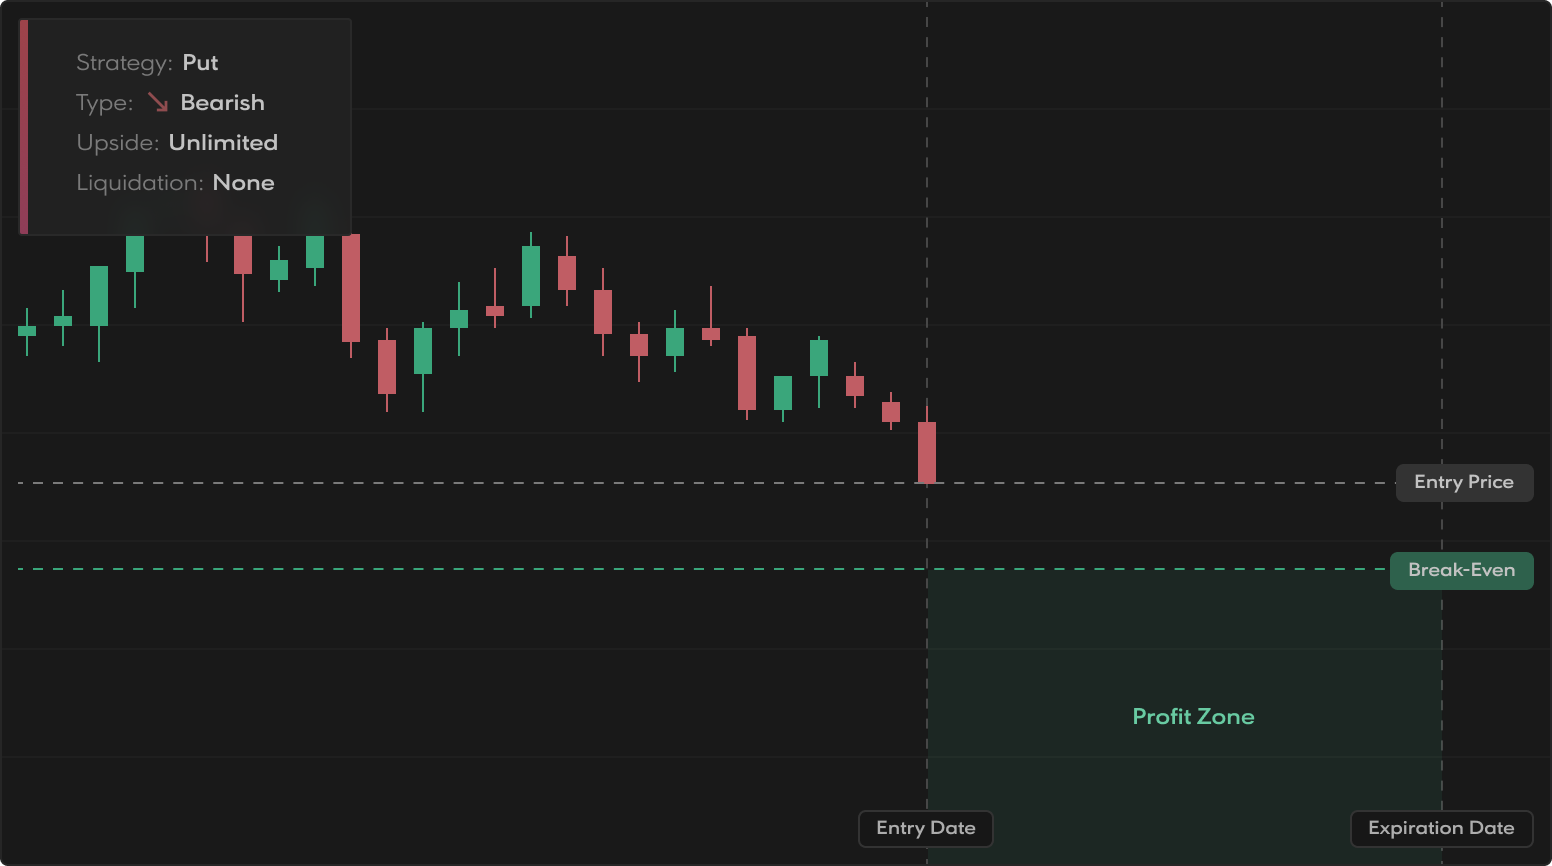 Strategy: Put
Type: Bearish
Upside: Unlimited
Liquidation: None
Entry Price
Break-Even
Profit Zone
Entry Date
Expiration Date